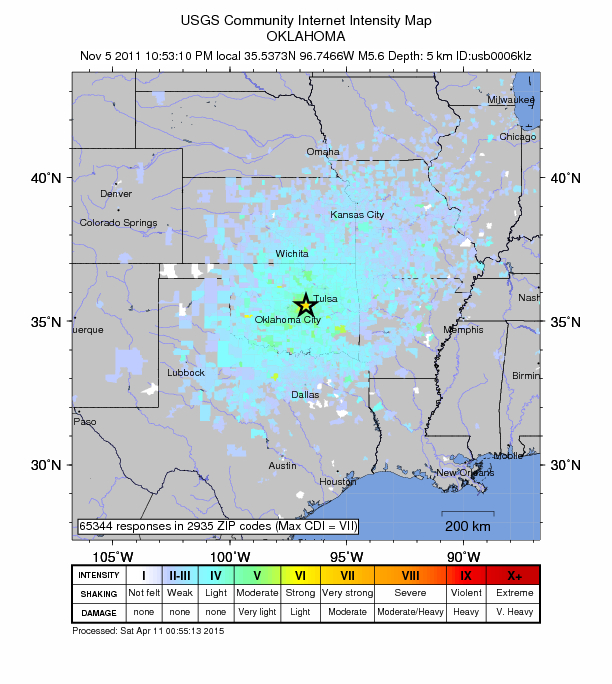 USGS Community Internet Intensity Map
OKLAHOMA
Nov 5 2011 10:53:10 PM local 35.5373N 96.7466W M5.6 Depth: 5 km ID:usb0006klz
Milwaukee
Chicago
Omaha
40°N 40°N
Denver
Kansas City
Colorado Springs
Wichita
Tulsa
Nash
35°N Oklahoma City 35°N
uerque Memphis
Lubbock Birmin
Dallas
Paso
Mobile
30°N Austin 30°N
New Orleans
Houston
65344 responses in 2935 ZIP codes (Max CDI = VII)
200 km
105°W 100°W 95°W 90°W
INTENSITY I II-III IV V VI VII VIII IX X+
SHAKING Not felt Weak Light Moderate Strong Very strong Severe Violent Extreme
DAMAGE none none none Very light Light Moderate Moderate/Heavy Heavy V. Heavy
Processed: Sat Apr 11 00:55:13 2015